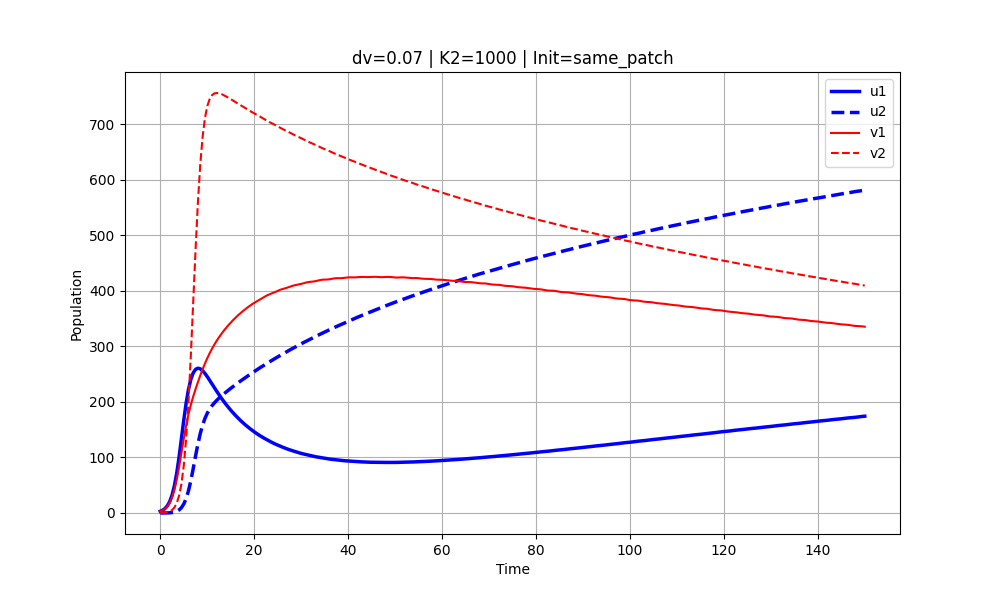 dv=0.07 | K2=1000 | Init=same_patch
u1
u2
v1
v2
700
600
500
400
300
200
100
0
Population
0 20 40 60 80 100 120 140
Time